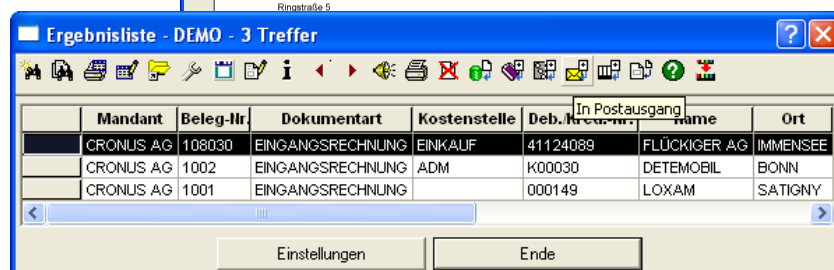 Ringstraße 5
Ergebnisliste - DEMO - 3 Treffer
In Postausgang
Mandant Beleg-Nr. Dokumentart Kostenstelle Name Ort
CRONUS AG 108030 EINGANGSRECHNUNG EINKAUF 41124089 FLÜCKIGER AG IMMENSEE
CRONUS AG 1002 EINGANGSRECHNUNG ADM K00030 DETEMOBIL BONN
CRONUS AG 1001 EINGANGSRECHNUNG 000149 LOXAM SATIGNY
Einstellungen Ende